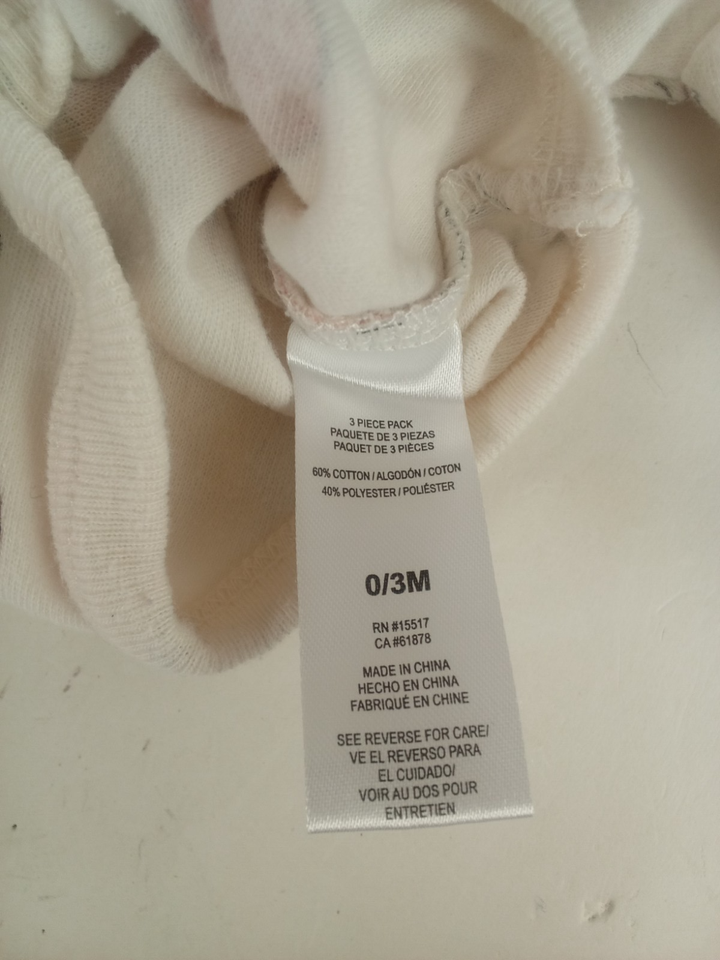 3 PIECE PACK
PAQUETE DE 3 PIEZAS
PAQUET DE 3 PIÈCES
60% COTTON / ALGODÓN / COTON
40% POLYESTER / POLIÉSTER
0/3M
RN #15517
CA #61878
MADE IN CHINA
HECHO EN CHINA
FABRIQUÉ EN CHINE
SEE REVERSE FOR CARE/
VE EL REVERSO PARA
EL CUIDADO/
VOIR AU DOS POUR
ENTRETIEN